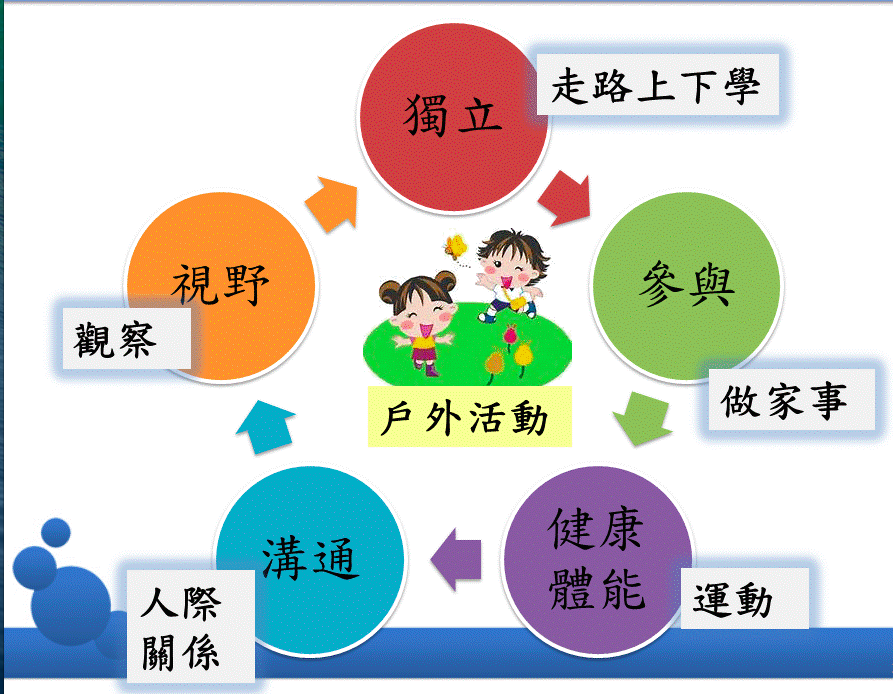 獨立
走路上下學
參與
做家事
健康
體能
運動
溝通
人際
關係
視野
觀察
戶外活動